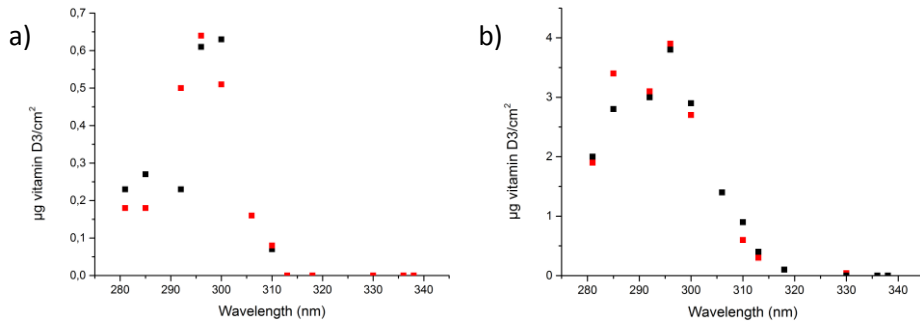 a)
0,7
0,6
0,5
0,4
0,3
0,2
0,1
0,0
µg vitamin D3/cm²
280 290 300 310 320 330 340
Wavelength (nm)
b)
4
3
2
1
0
µg vitamin D3/cm²
280 290 300 310 320 330 340
Wavelength (nm)